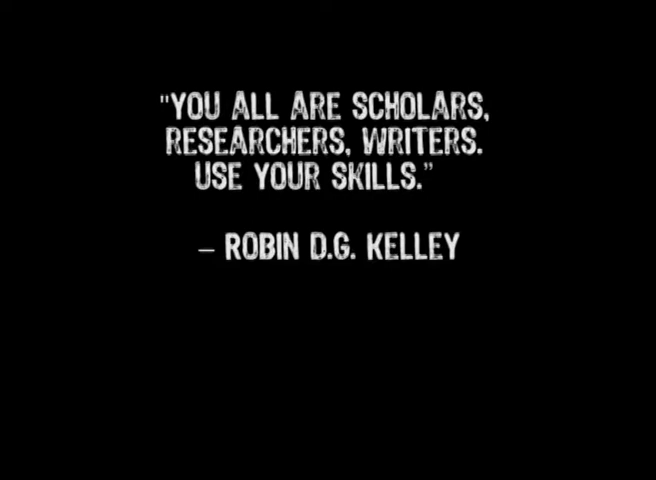 "YOU ALL ARE SCHOLARS,
RESEARCHERS, WRITERS.
USE YOUR SKILLS.”
– ROBIN D.G. KELLEY